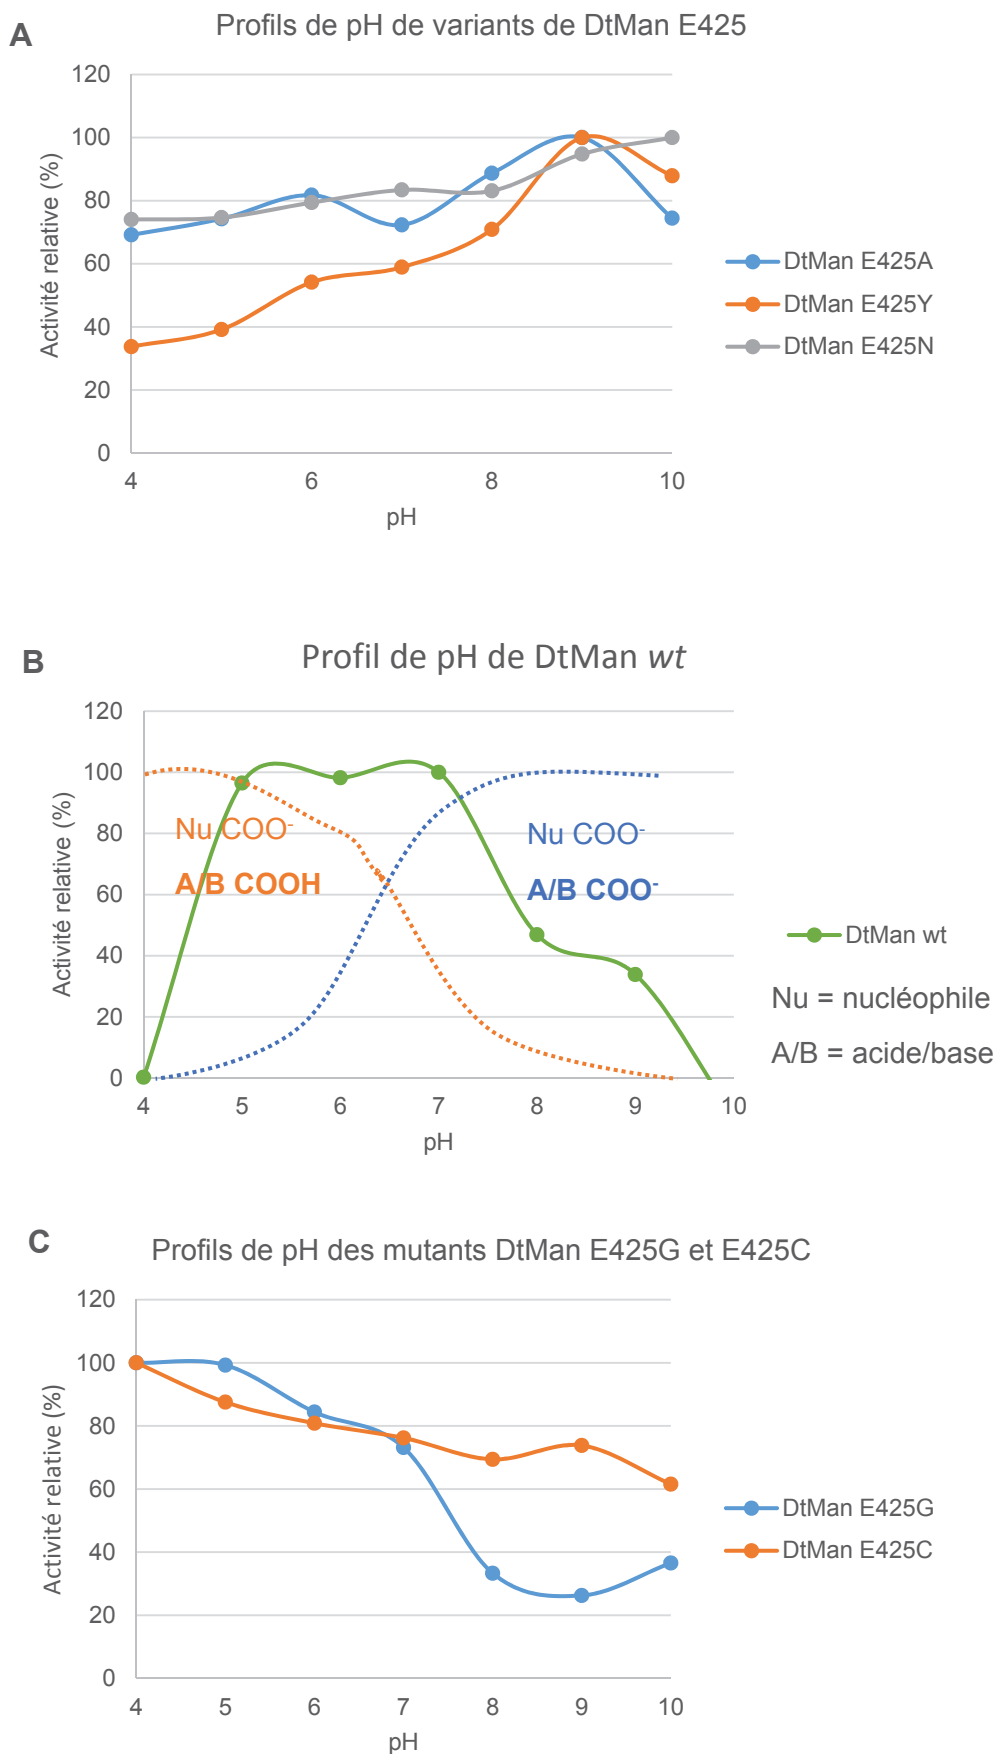 A
Profils de pH de variants de DtMan E425
Activité relative (%)
120
100
80
60
40
20
0
4
6
8
10
pH
DtMan E425A
DtMan E425Y
DtMan E425N
B
Profil de pH de DtMan wt
Activité relative (%)
120
100
80
60
40
20
0
Nu COO⁻
A/B COOH
Nu COO⁻
A/B COO⁻
4
5
6
7
8
9
10
pH
DtMan wt
Nu = nucléophile
A/B = acide/base
C
Profils de pH des mutants DtMan E425G et E425C
Activité relative (%)
120
100
80
60
40
20
0
4
5
6
7
8
9
10
pH
DtMan E425G
DtMan E425C